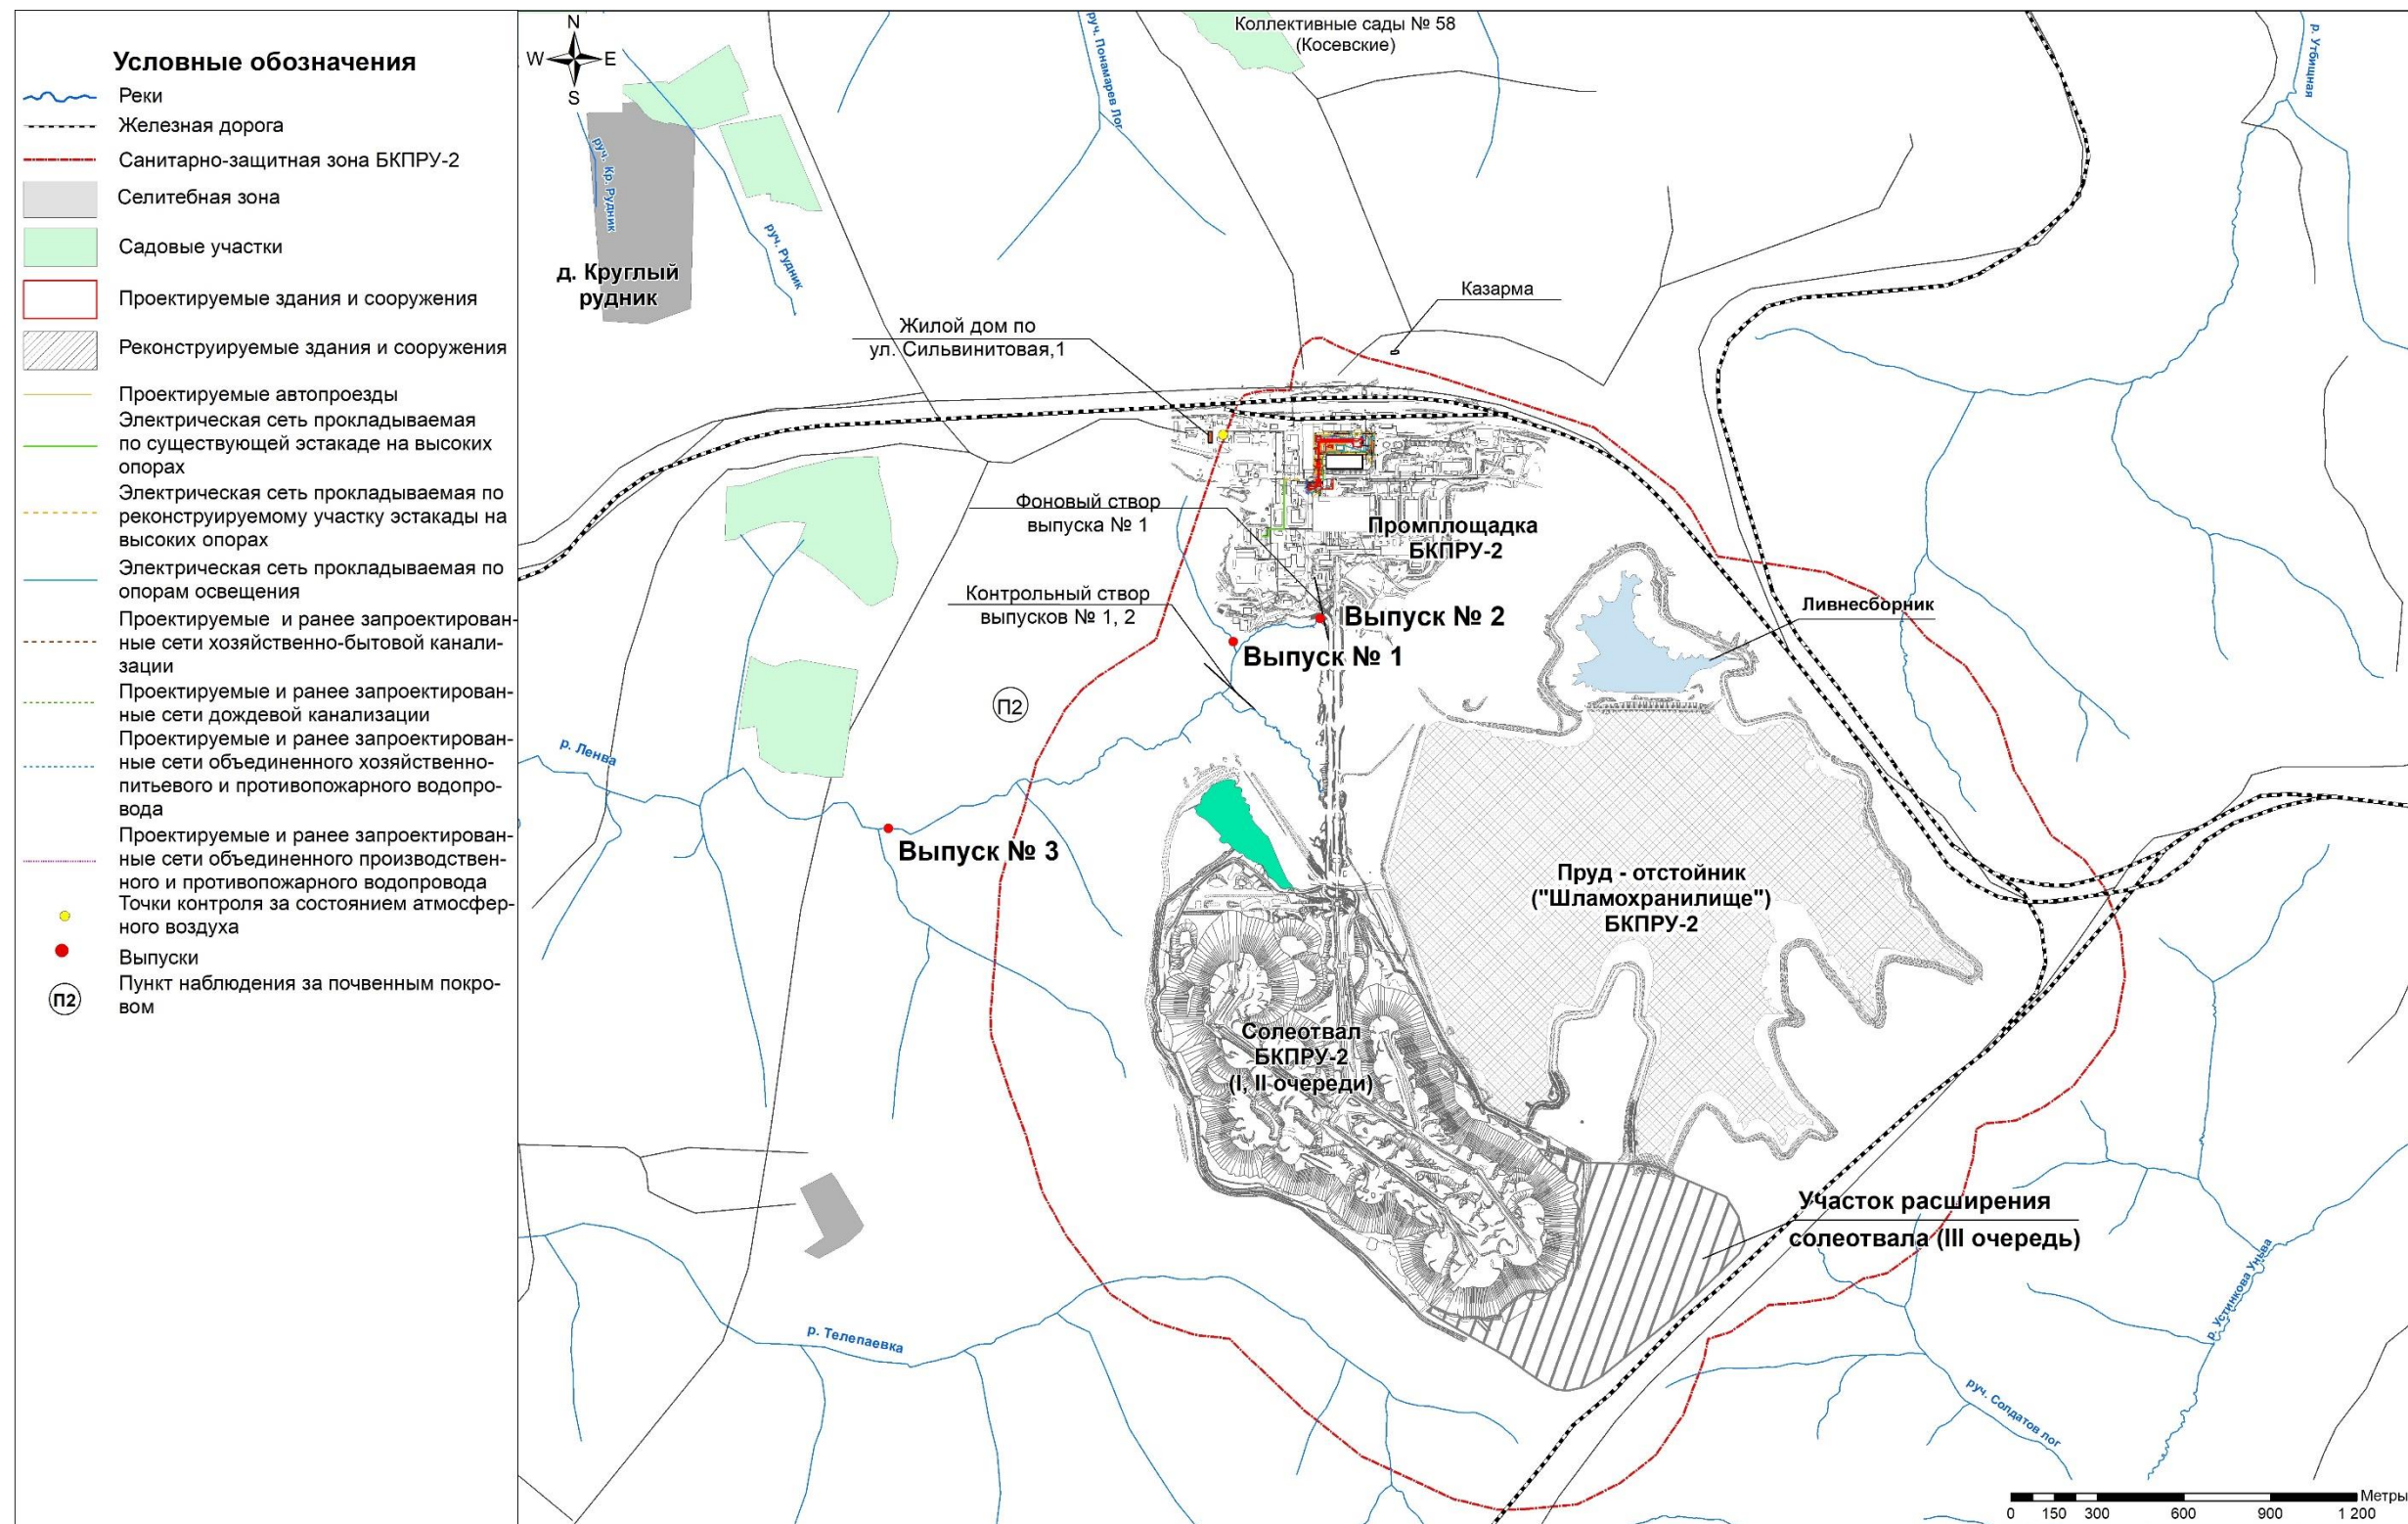 Условные обозначения
Реки
Железная дорога
Санитарно-защитная зона БКПРУ-2
Селитебная зона
Садовые участки
Проектируемые здания и сооружения
Реконструируемые здания и сооружения
Проектируемые автопроезды
Электрическая сеть прокладываемая
по существующей эстакаде на высоких
опорах
Электрическая сеть прокладываемая по
реконструируемому участку эстакады на
высоких опорах
Электрическая сеть прокладываемая по
опорам освещения
Проектируемые и ранее запроектирован-
ные сети хозяйственно-бытовой канали-
зации
Проектируемые и ранее запроектирован-
ные сети дождевой канализации
Проектируемые и ранее запроектирован-
ные сети объединенного хозяйственно-
питьевого и противопожарного водопро-
вода
Проектируемые и ранее запроектирован-
ные сети объединенного производствен-
ного и противопожарного водопровода
Точки контроля за состоянием атмосфер-
ного воздуха
Выпуски
П2
Пункт наблюдения за почвенным покро-
вом
N
W E
S
Коллективные сады № 58
(Косевские)
руч. Понамарев Лог
р. Утбищная
руч. Кр. Рудник
руч. Рудник
д. Круглый
рудник
Казарма
Жилой дом по
ул. Сильвинитовая,1
Фоновый створ
выпуска № 1
Промплощадка
БКПРУ-2
Контрольный створ
выпусков № 1, 2
Выпуск № 2
Ливнесборник
Выпуск № 1
П2
р. Ленва
Выпуск № 3
Пруд - отстойник
("Шламохранилище")
БКПРУ-2
Солеотвал
БКПРУ-2
(I, II очереди)
Участок расширения
солеотвала (III очередь)
р. Устинкова Уньва
р. Телепаевка
руч. Солдатов лог
Метры
0 150 300 600 900 1 200